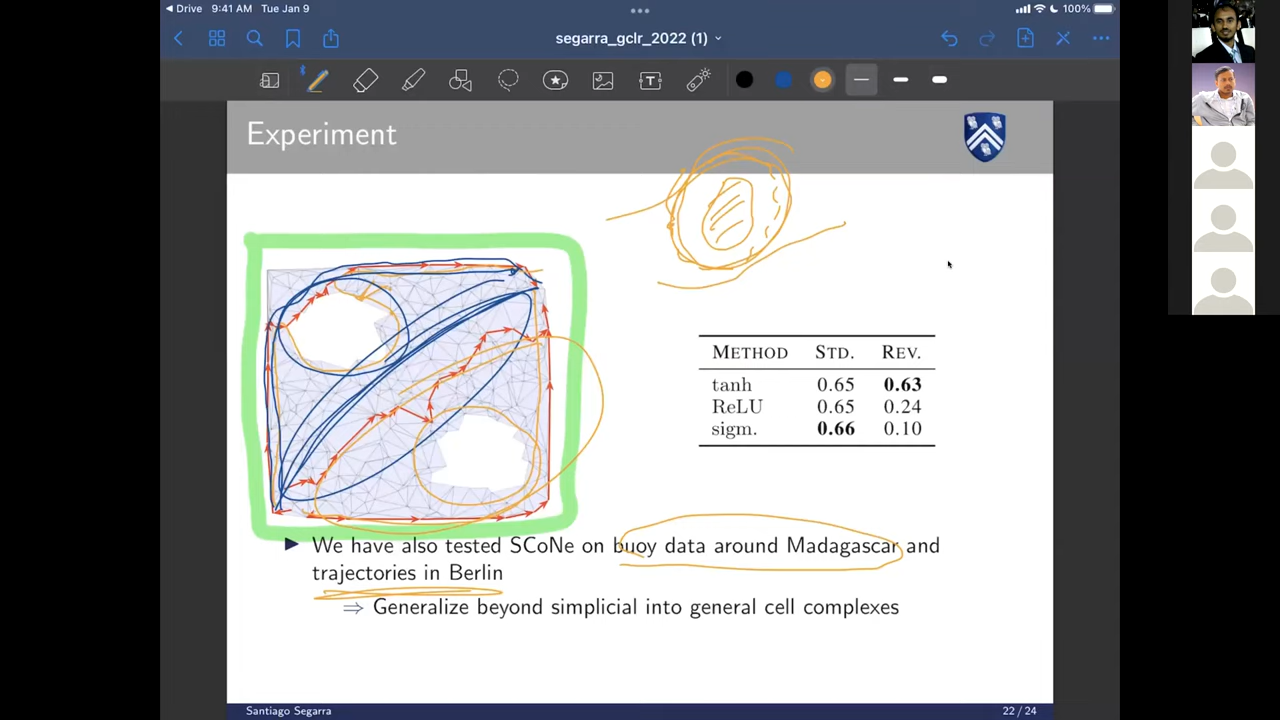 Drive 9:41 AM Tue Jan 9 100%
segarra_gclr_2022 (1)
T
Experiment
METHOD STD. REV.
tanh 0.65 0.63
ReLU 0.65 0.24
sigm. 0.66 0.10
We have also tested SCoNe on buoy data around Madagascar and
trajectories in Berlin
⇒ Generalize beyond simplicial into general cell complexes
Santiago Segarra 22 / 24